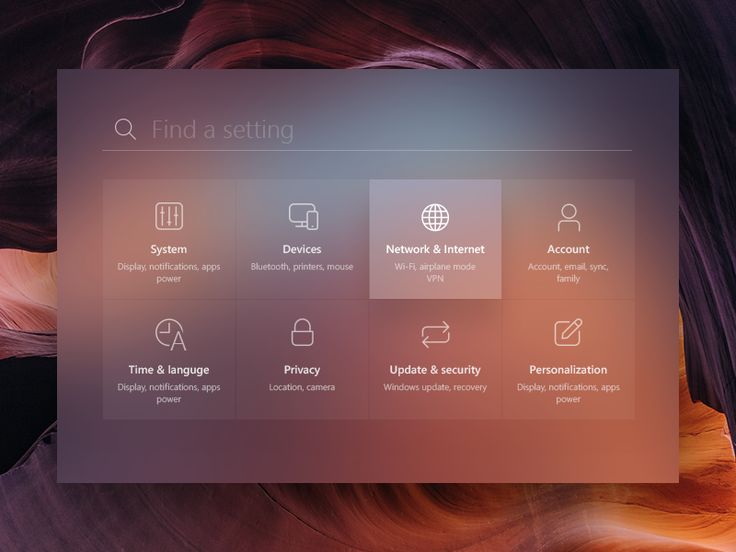 Find a setting
System
Display, notifications, apps
power
Devices
Bluetooth, printers, mouse
Network & Internet
Wi-Fi, airplane mode
VPN
Account
Account, email, sync,
family
Time & languge
Display, notifications, apps
power
Privacy
Location, camera
Update & security
Windows update, recovery
Personalization
Display, notifications, apps
power